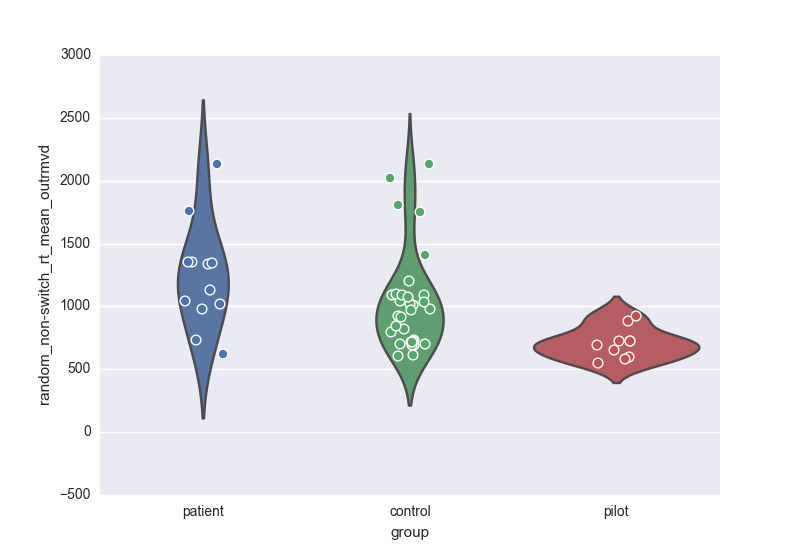 3000
2500
2000
1500
1000
500
0
−500
random_non-switch_rt_mean_outrmvd
patient
control
pilot
group